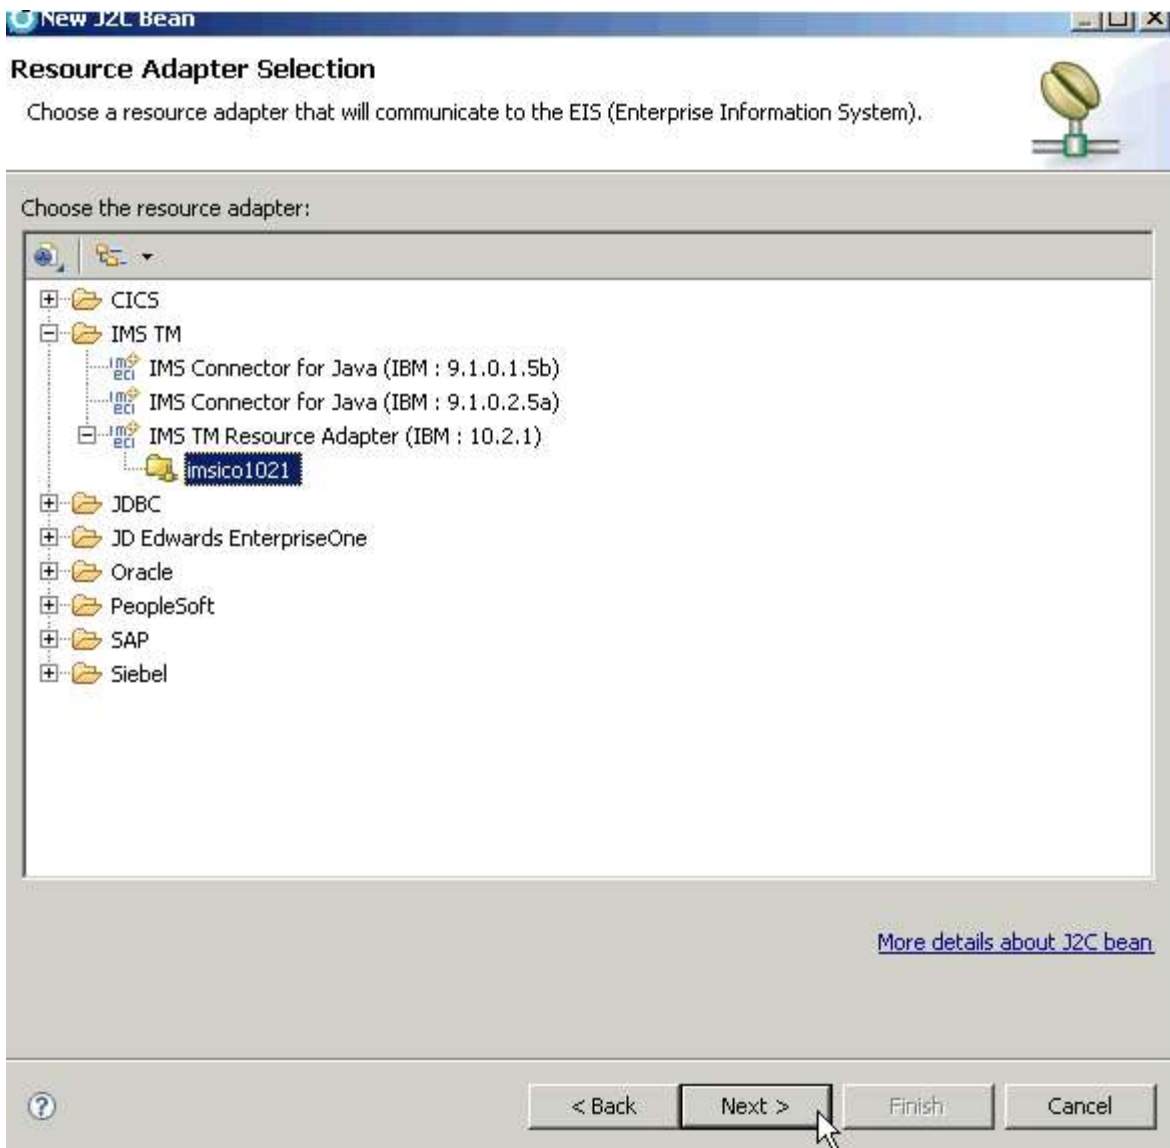 New J2C Bean
Resource Adapter Selection
Choose a resource adapter that will communicate to the EIS (Enterprise Information System).
Choose the resource adapter:
CICS
IMS TM
IMS Connector for Java (IBM : 9.1.0.1.5b)
IMS Connector for Java (IBM : 9.1.0.2.5a)
IMS TM Resource Adapter (IBM : 10.2.1)
imsico1021
JDBC
JD Edwards EnterpriseOne
Oracle
PeopleSoft
SAP
Siebel
More details about J2C bean
? < Back Next > Finish Cancel